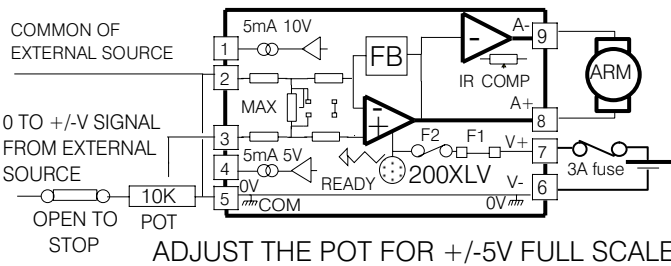 COMMON OF
EXTERNAL SOURCE
0 TO +/-V SIGNAL
FROM EXTERNAL
SOURCE
OPEN TO
STOP
10K
POT
1
2
3
4
5
5mA 10V
MAX
5mA 5V
0V
COM
READY
FB
-
+
-
IR COMP
F2
F1
200XLV
0V
A-
A+
V+
V-
9
8
7
6
ARM
3A fuse
ADJUST THE POT FOR +/-5V FULL SCALE